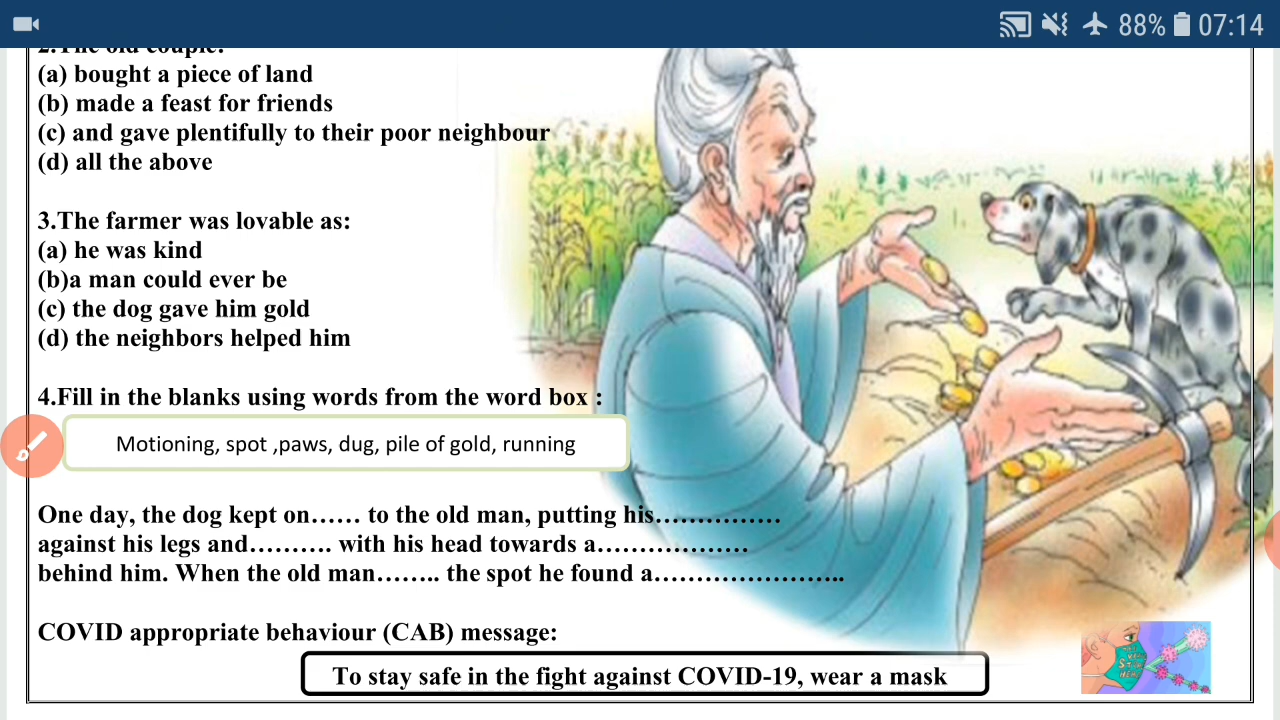 88% 07:14
2.The old couple:
(a) bought a piece of land
(b) made a feast for friends
(c) and gave plentifully to their poor neighbour
(d) all the above
3.The farmer was lovable as:
(a) he was kind
(b)a man could ever be
(c) the dog gave him gold
(d) the neighbors helped him
4.Fill in the blanks using words from the word box :
Motioning, spot ,paws, dug, pile of gold, running
One day, the dog kept on…… to the old man, putting his……………
against his legs and………. with his head towards a………………
behind him. When the old man…….. the spot he found a…………………..
COVID appropriate behaviour (CAB) message:
To stay safe in the fight against COVID-19, wear a mask